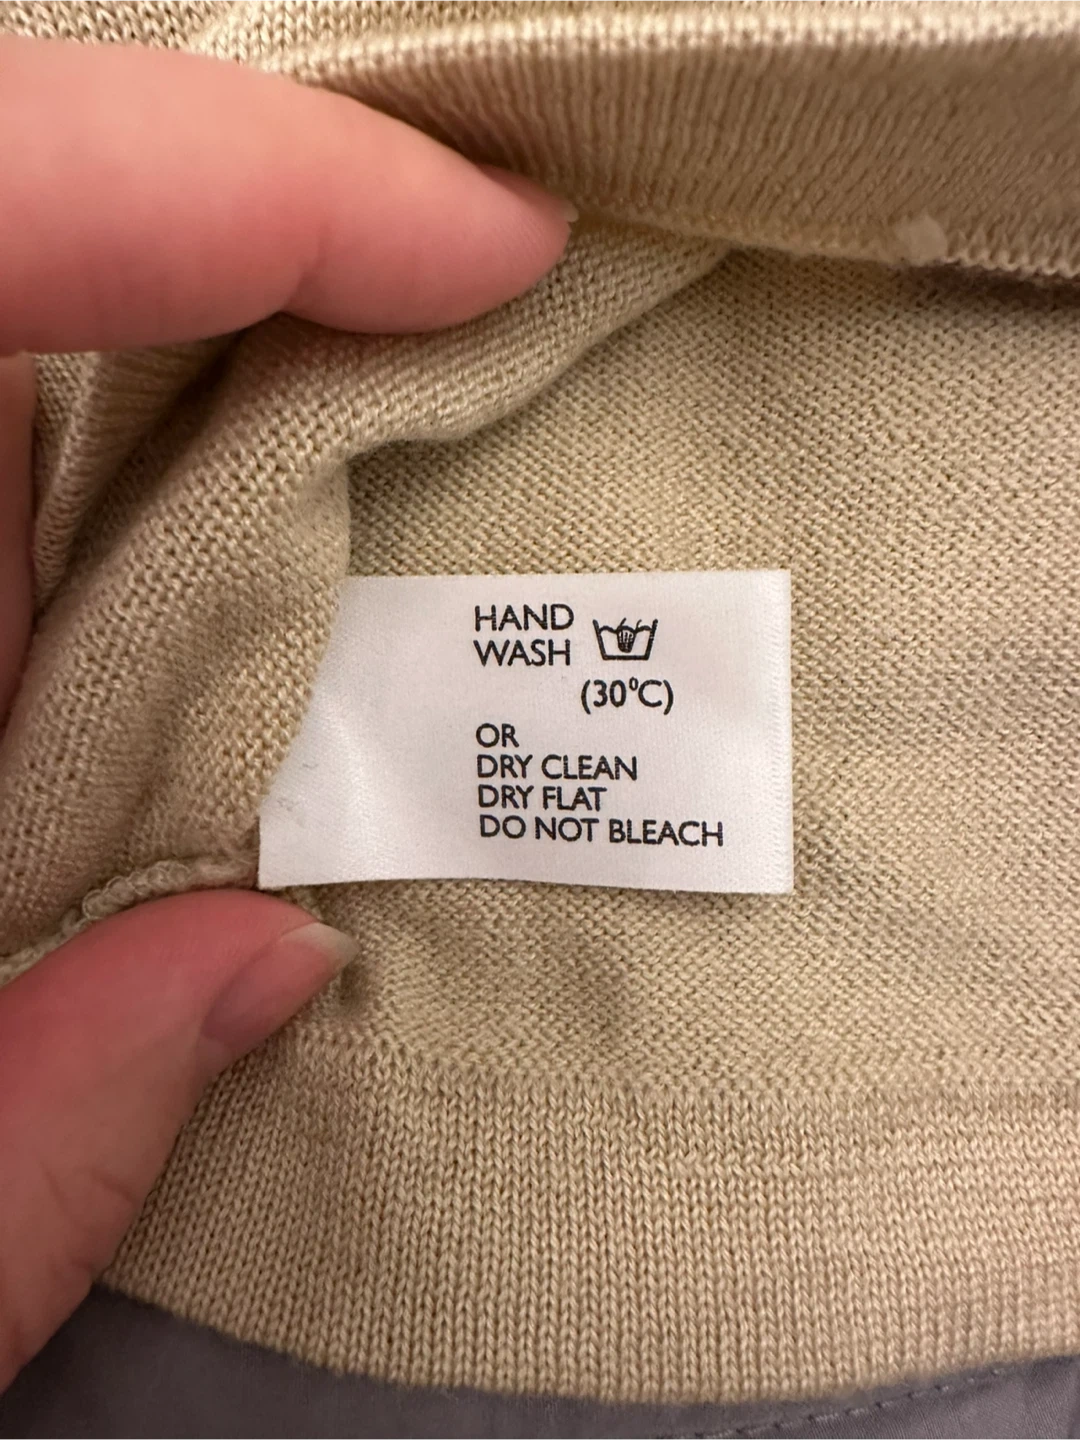 HAND
WASH
(30°C)
OR
DRY CLEAN
DRY FLAT
DO NOT BLEACH